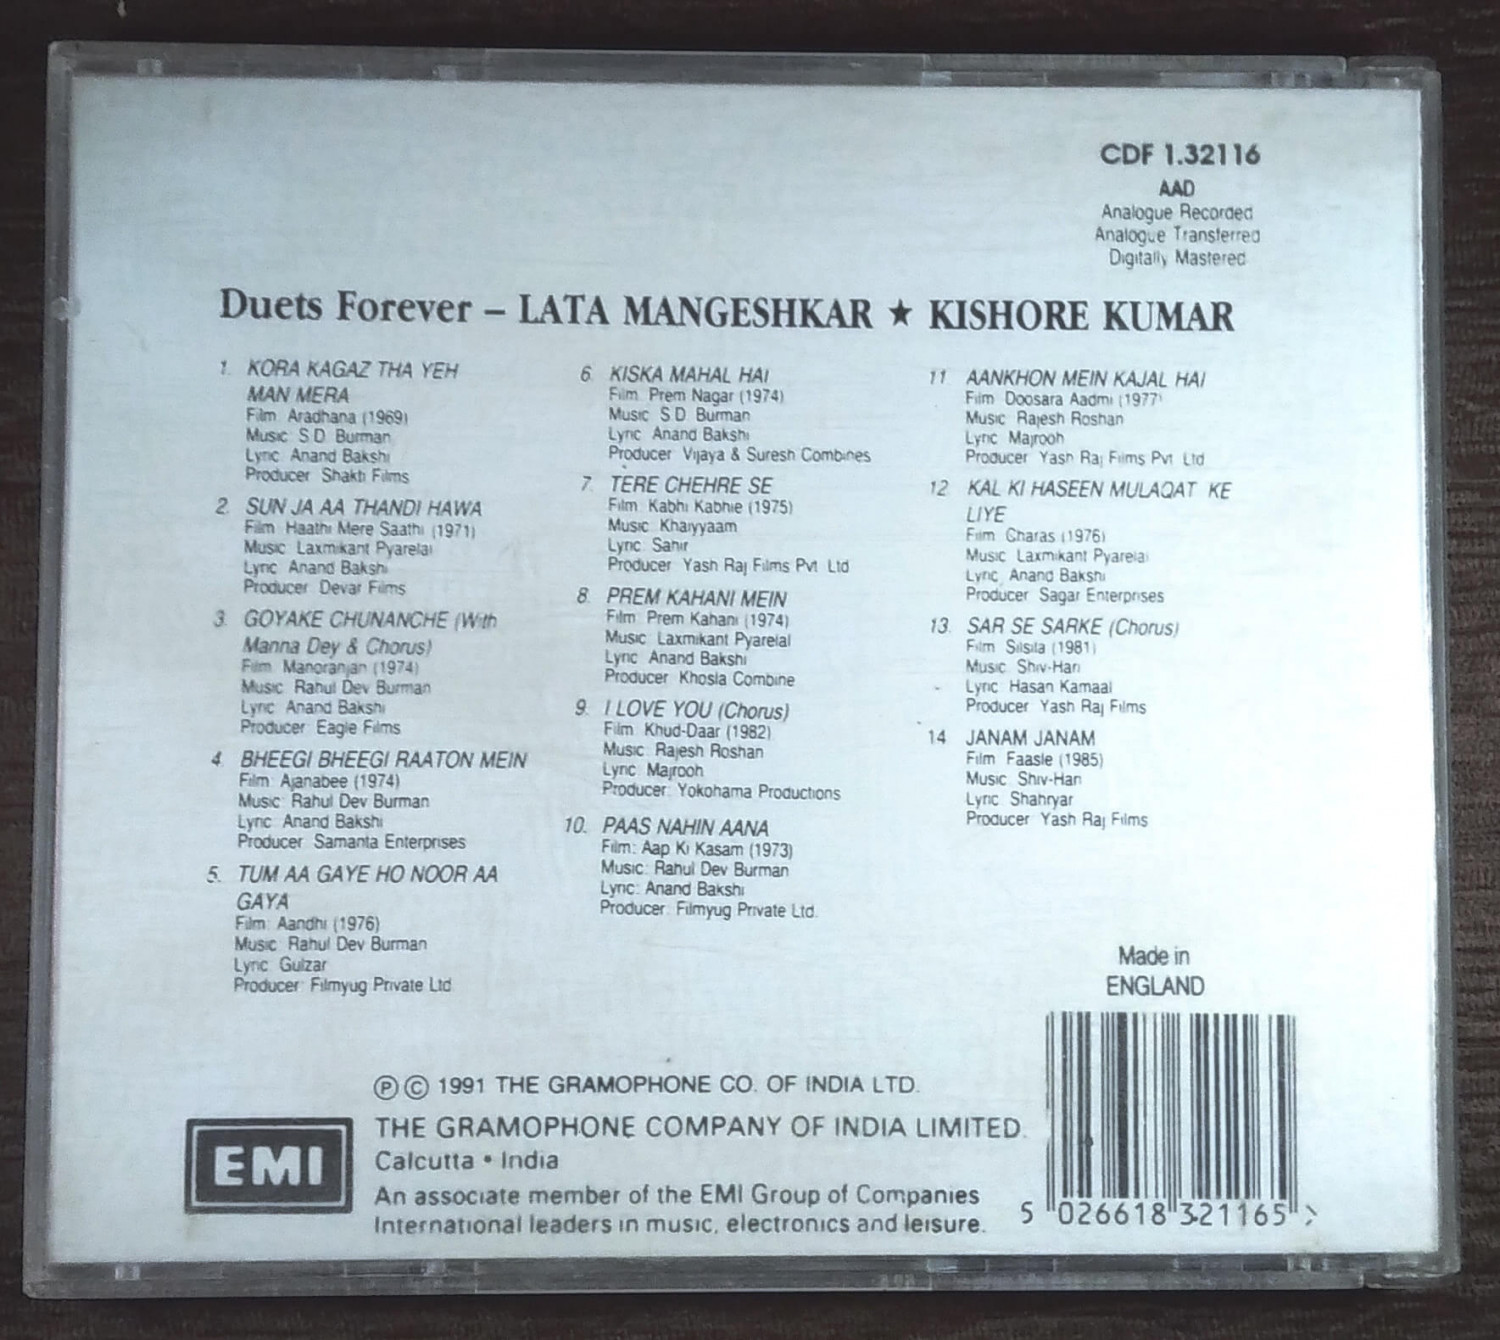 CDF 1.32116
AAD
Analogue Recorded
Analogue Transferred
Digitally Mastered
Duets Forever – LATA MANGESHKAR ★ KISHORE KUMAR
1. KORA KAGAZ THA YEH
MAN MERA
Film: Aradhana (1969)
Music: S.D. Burman
Lyric: Anand Bakshi
Producer: Shakti Films
2. SUN JA AA THANDI HAWA
Film: Haathi Mere Saathi (1971)
Music: Laxmikant Pyarelal
Lyric: Anand Bakshi
Producer: Devar Films
3. GOYAKE CHUNANCHE (With
Manna Dey & Chorus)
Film: Manoranjan (1974)
Music: Rahul Dev Burman
Lyric: Anand Bakshi
Producer: Eagle Films
4. BHEEGI BHEEGI RAATON MEIN
Film: Ajanabee (1974)
Music: Rahul Dev Burman
Lyric: Anand Bakshi
Producer: Samanta Enterprises
5. TUM AA GAYE HO NOOR AA
GAYA
Film: Aandhi (1976)
Music: Rahul Dev Burman
Lyric: Gulzar
Producer: Filmyug Private Ltd.
6. KISKA MAHAL HAI
Film: Prem Nagar (1974)
Music: S.D. Burman
Lyric: Anand Bakshi
Producer: Vijaya & Suresh Combines
7. TERE CHEHRE SE
Film: Kabhi Kabhie (1975)
Music: Khaiyyaam
Lyric: Sahir
Producer: Yash Raj Films Pvt. Ltd.
8. PREM KAHANI MEIN
Film: Prem Kahani (1974)
Music: Laxmikant Pyarelal
Lyric: Anand Bakshi
Producer: Khosla Combine
9. I LOVE YOU (Chorus)
Film: Khud-Daar (1982)
Music: Rajesh Roshan
Lyric: Majrooh
Producer: Yokohama Productions
10. PAAS NAHIN AANA
Film: Aap Ki Kasam (1973)
Music: Rahul Dev Burman
Lyric: Anand Bakshi
Producer: Filmyug Private Ltd.
11. AANKHON MEIN KAJAL HAI
Film: Doosara Aadmi (1977)
Music: Rajesh Roshan
Lyric: Majrooh
Producer: Yash Raj Films Pvt. Ltd.
12. KAL KI HASEEN MULAQAT KE
LIYE
Film: Charas (1976)
Music: Laxmikant Pyarelal
Lyric: Anand Bakshi
Producer: Sagar Enterprises
13. SAR SE SARKE (Chorus)
Film: Silsila (1981)
Music: Shiv-Hari
Lyric: Hasan Kamaal
Producer: Yash Raj Films
14. JANAM JANAM
Film: Faasle (1985)
Music: Shiv-Hari
Lyric: Shahryar
Producer: Yash Raj Films
Made in
ENGLAND
Ⓟ © 1991 THE GRAMOPHONE CO. OF INDIA LTD.
EMI
THE GRAMOPHONE COMPANY OF INDIA LIMITED.
Calcutta • India
An associate member of the EMI Group of Companies
International leaders in music, electronics and leisure.
5 026618 321165 >